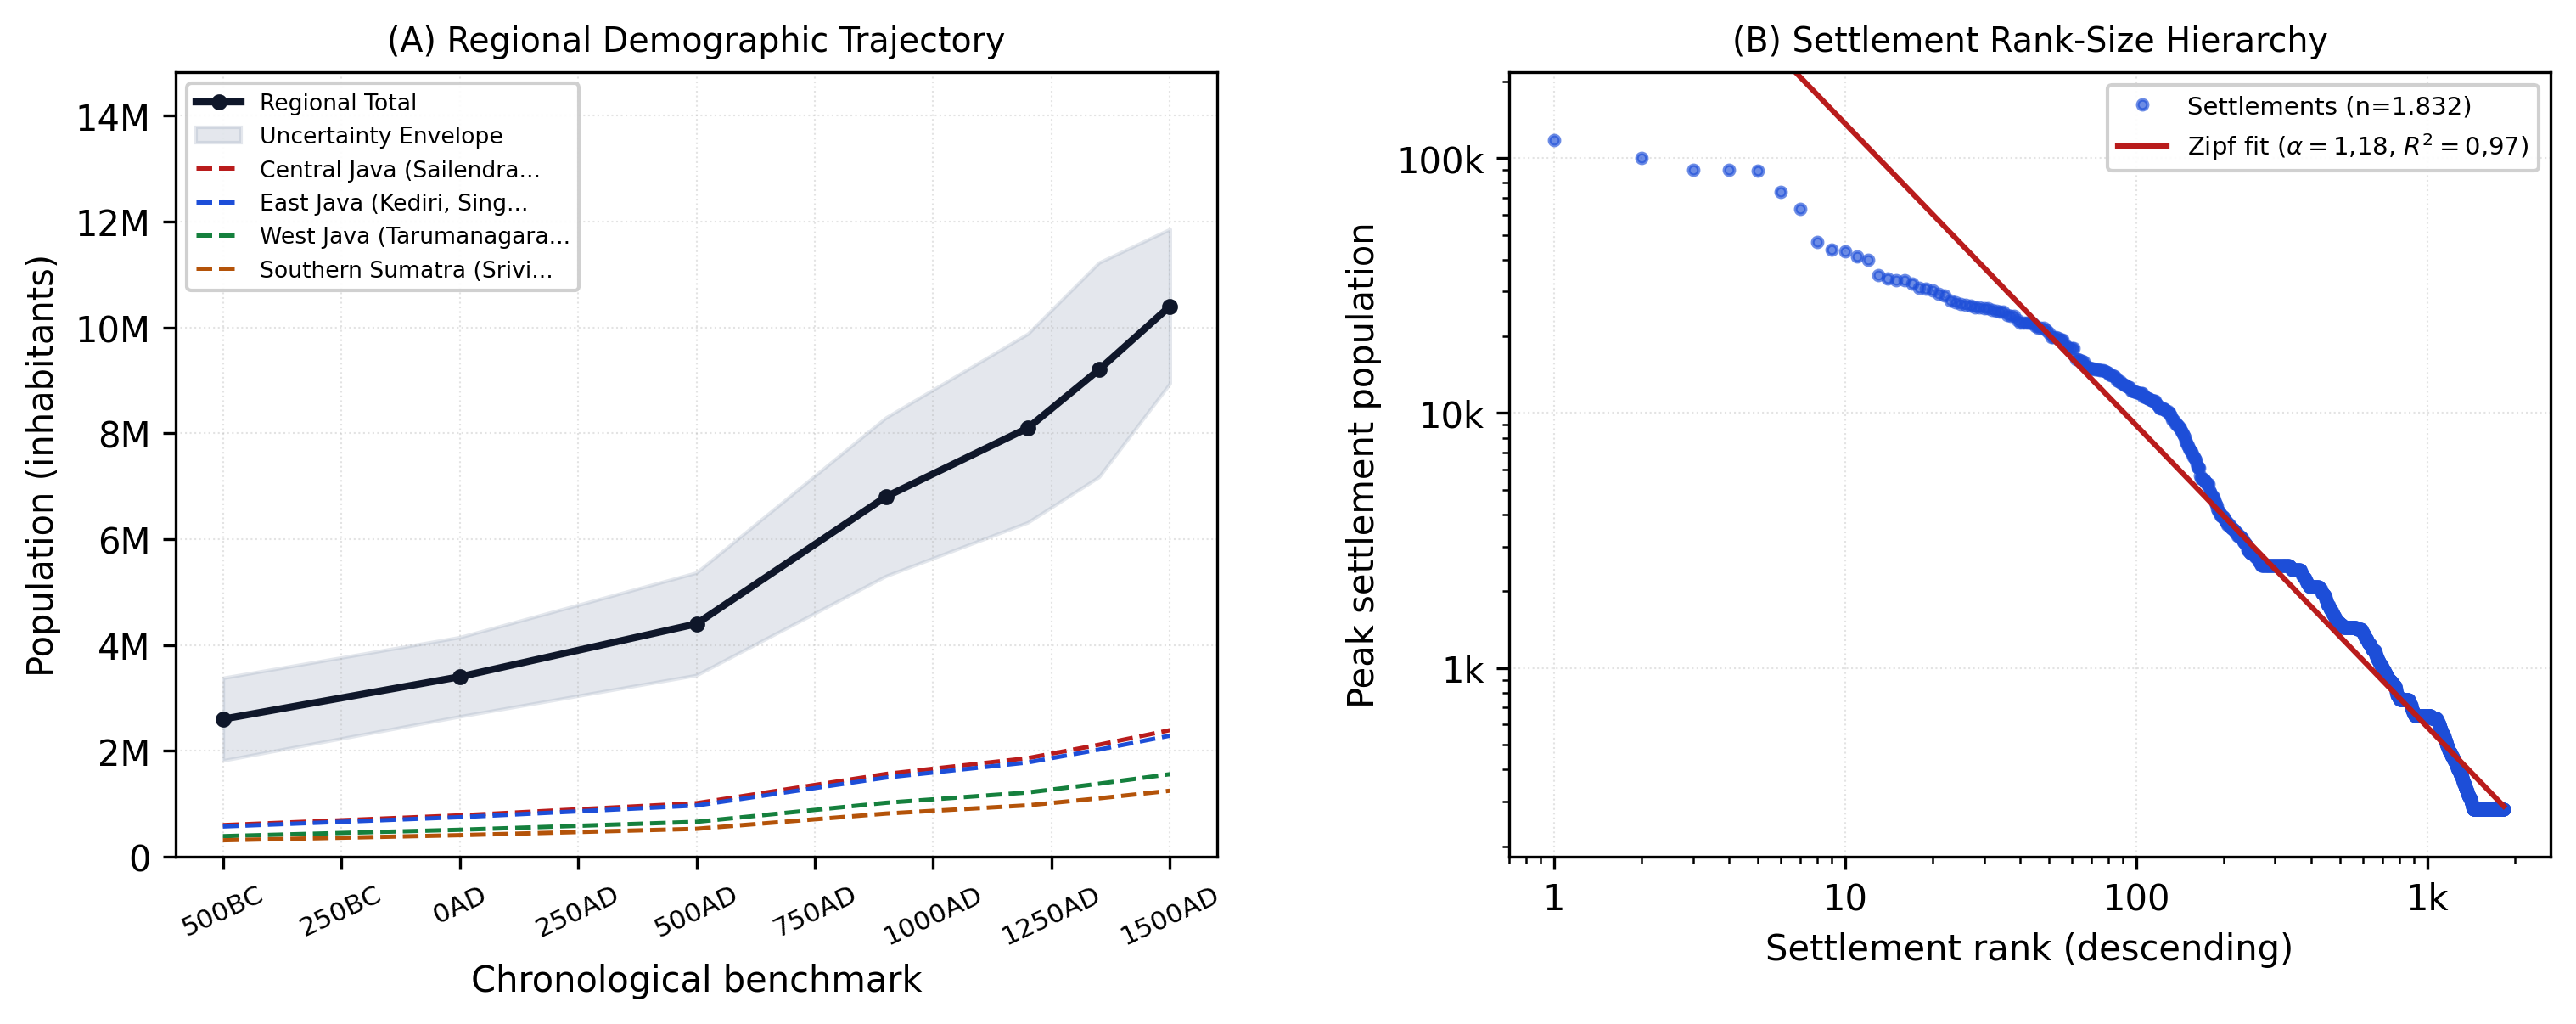 (A) Regional Demographic Trajectory
Population (inhabitants)
14M
12M
10M
8M
6M
4M
2M
0
Regional Total
Uncertainty Envelope
Central Java (Sailendra...
East Java (Kediri, Sing...
West Java (Tarumanagara...
Southern Sumatra (Srivi...
500BC
250BC
0AD
250AD
500AD
750AD
1000AD
1250AD
1500AD
Chronological benchmark
(B) Settlement Rank-Size Hierarchy
Peak settlement population
100k
10k
1k
Settlements (n=1.832)
Zipf fit (α = 1,18, R² = 0,97)
1
10
100
1k
Settlement rank (descending)